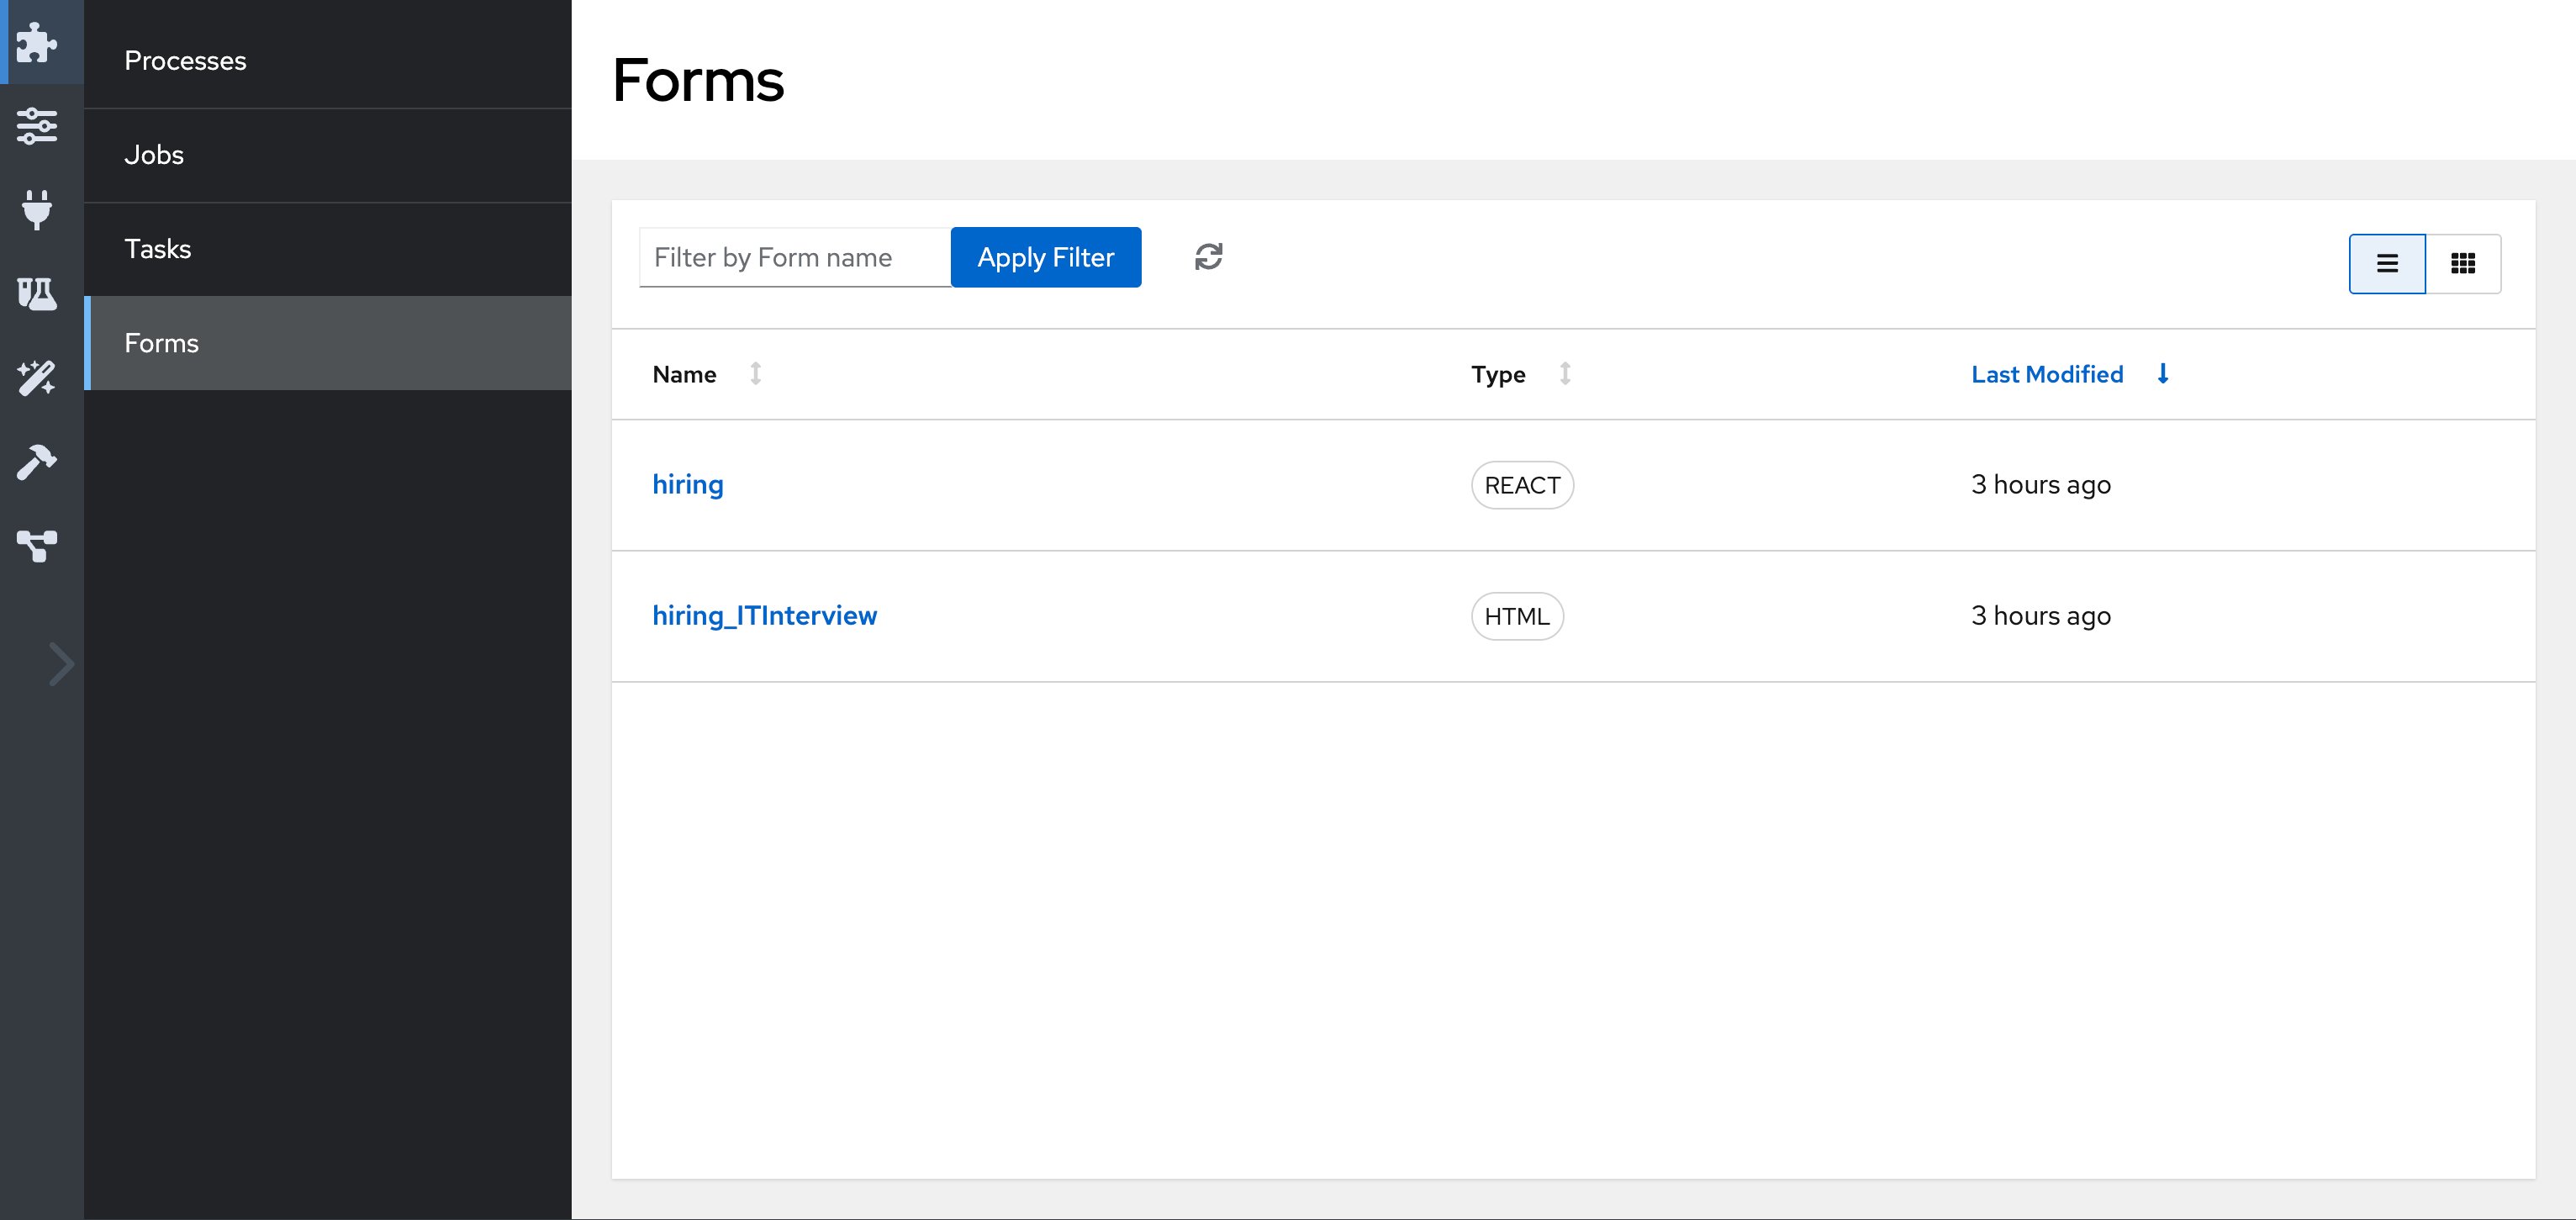 Processes
Jobs
Tasks
Forms
Forms
Filter by Form name Apply Filter
Name Type Last Modified
hiring REACT 3 hours ago
hiring_ITInterview HTML 3 hours ago